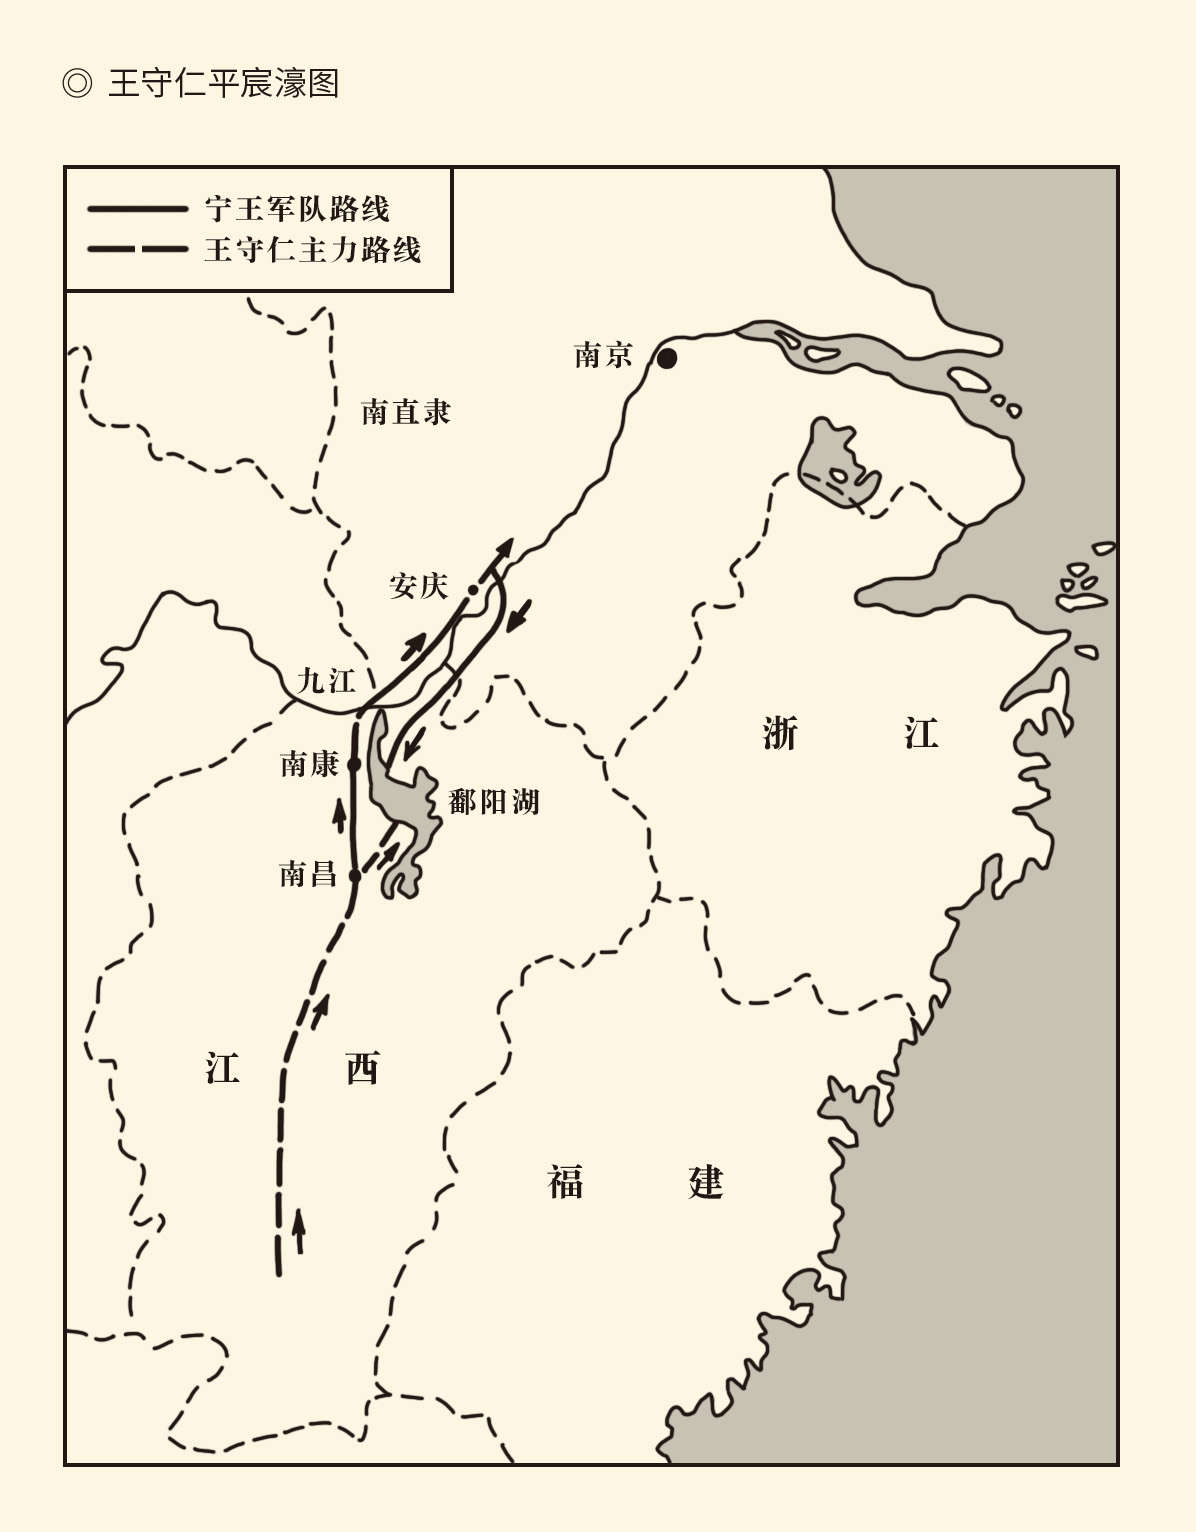 ◎ 王守仁平宸濠图
宁王军队路线
王守仁主力路线
南京
南直隶
安庆
九江
浙 江
南康
鄱阳湖
南昌
江 西
福 建